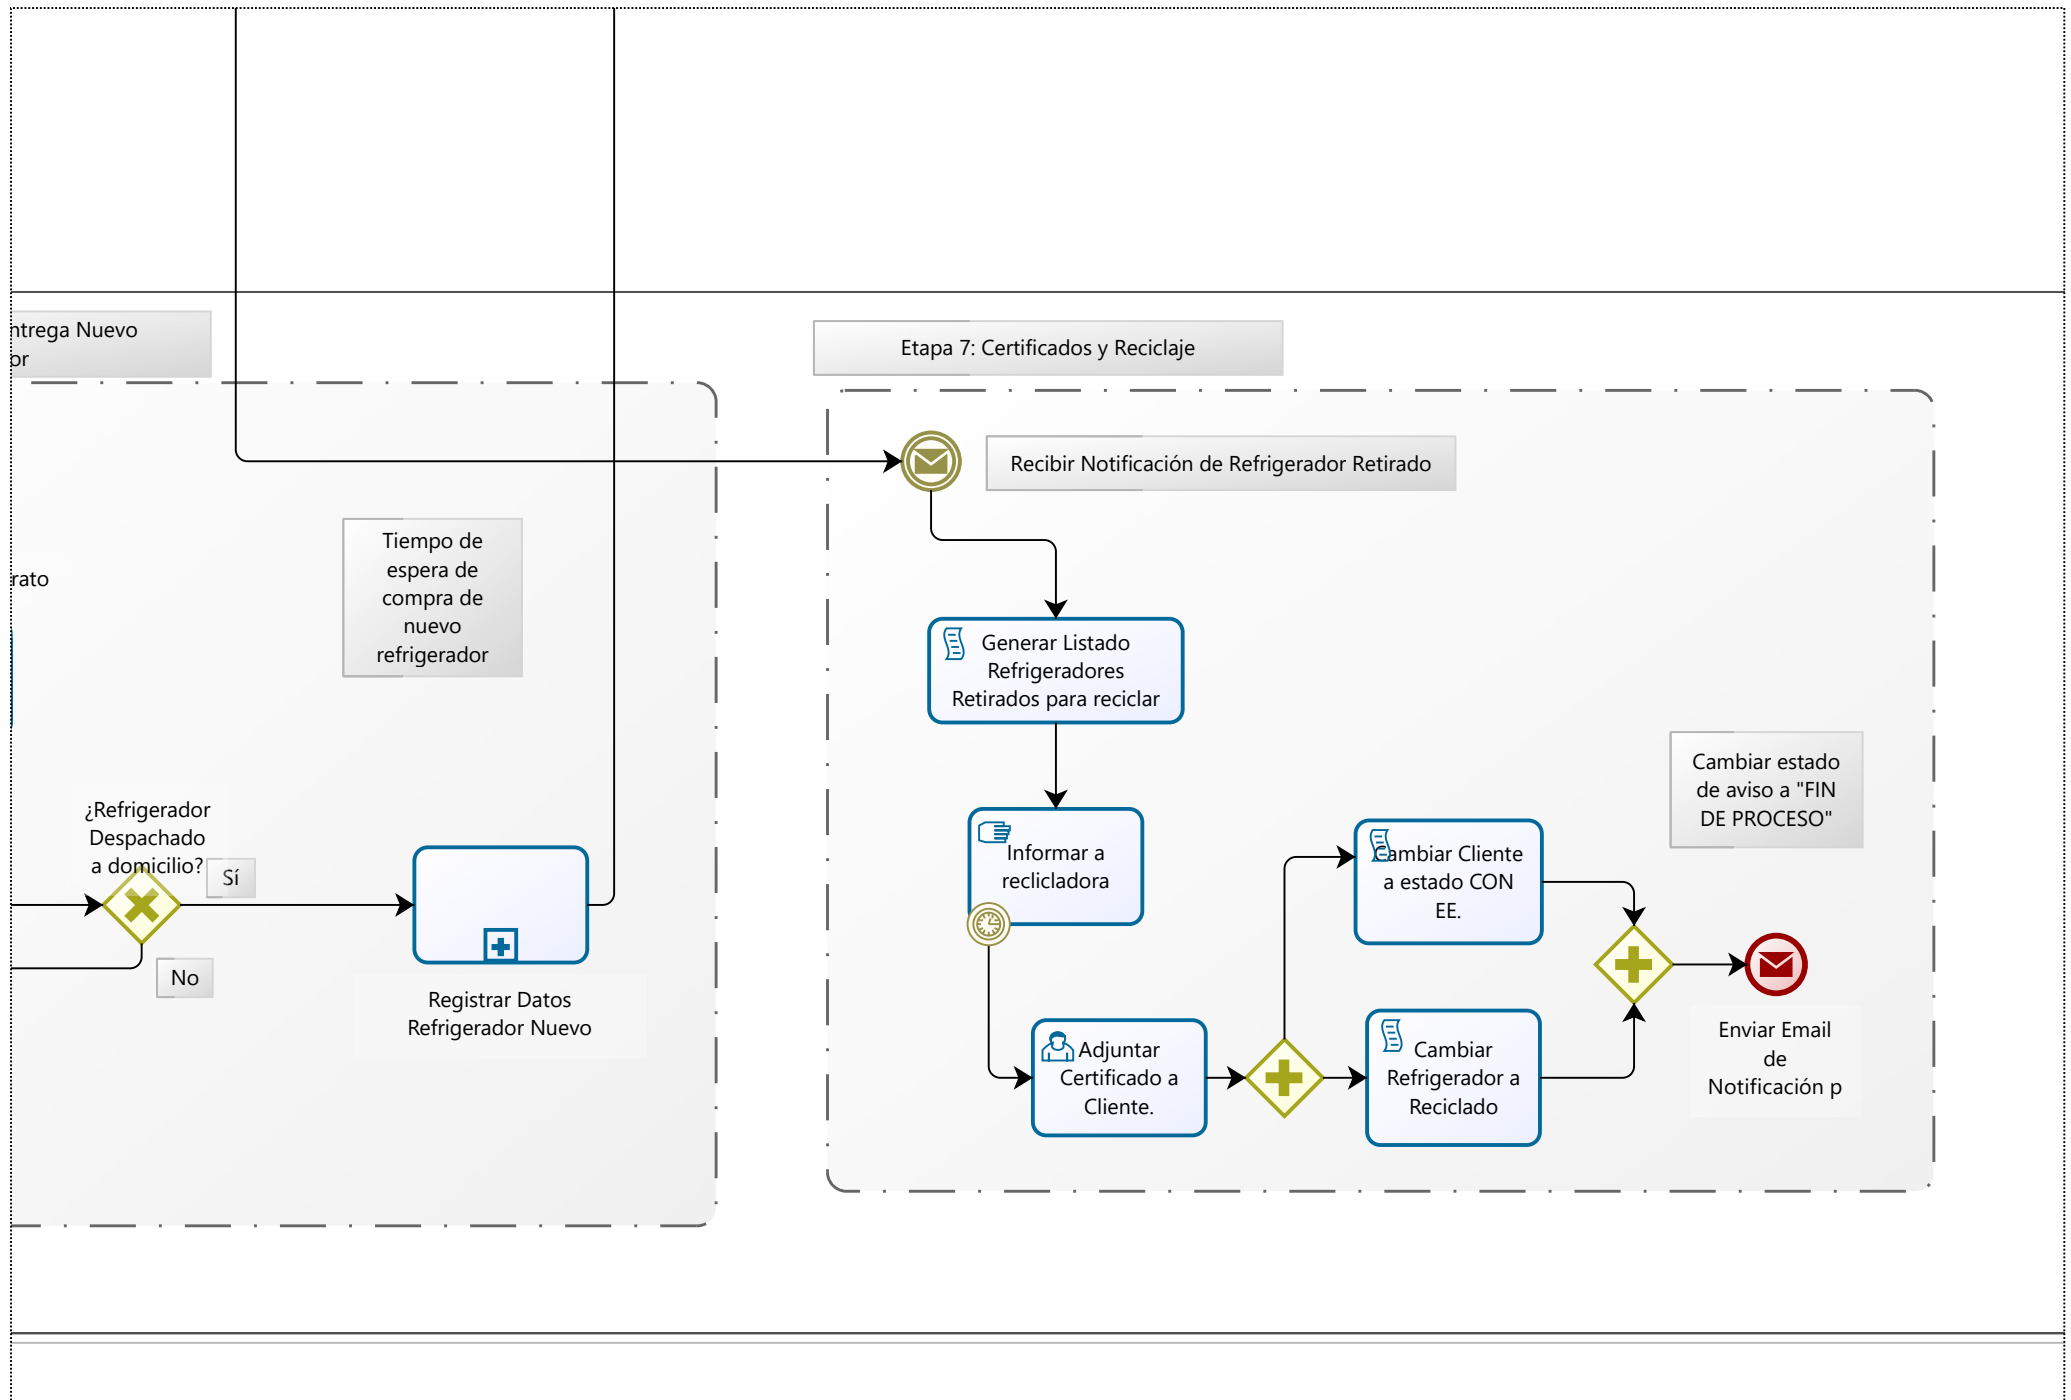 ntrega Nuevo
or
Etapa 7: Certificados y Reciclaje
Recibir Notificación de Refrigerador Retirado
Tiempo de
espera de
compra de
nuevo
refrigerador
rato
Generar Listado
Refrigeradores
Retirados para reciclar
¿Refrigerador
Despachado
a domicilio?
Sí
No
Registrar Datos
Refrigerador Nuevo
Informar a
reclicladora
Cambiar Cliente
a estado CON
EE.
Cambiar estado
de aviso a "FIN
DE PROCESO"
Adjuntar
Certificado a
Cliente.
Cambiar
Refrigerador a
Reciclado
Enviar Email
de
Notificación p